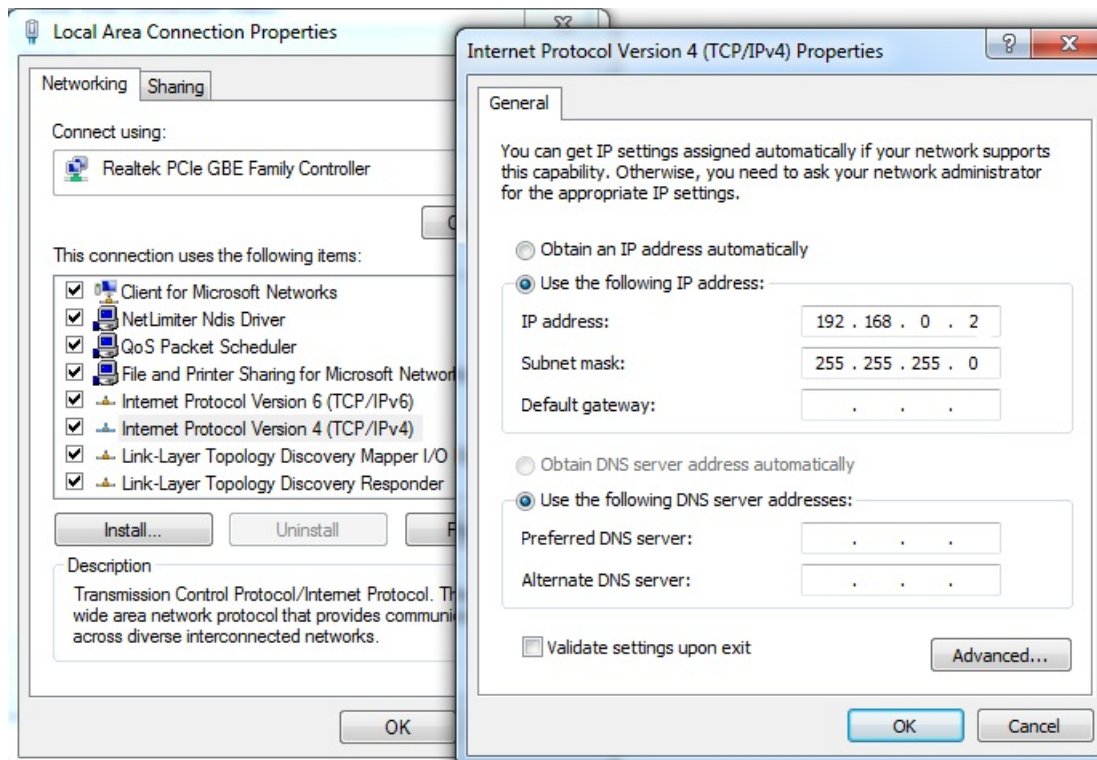 Local Area Connection Properties
Networking
Sharing
Connect using:
Realtek PCIe GBE Family Controller
This connection uses the following items:
Client for Microsoft Networks
NetLimiter Ndis Driver
QoS Packet Scheduler
File and Printer Sharing for Microsoft
Internet Protocol Version 6 (TCP/IPv6)
Internet Protocol Version 4 (TCP/IPv4)
Link-Layer Topology Discovery Mapper I/O
Link-Layer Topology Discovery Responder
Install...
Uninstall
Description
Transmission Control Protocol/Internet Protocol.
wide area network protocol that provides
across diverse interconnected networks.
OK
Internet Protocol Version 4 (TCP/IPv4) Properties
General
You can get IP settings assigned automatically if your network supports
this capability. Otherwise, you need to ask your network administrator
for the appropriate IP settings.
Obtain an IP address automatically
Use the following IP address:
IP address:
192 . 168 . 0 . 2
Subnet mask:
255 . 255 . 255 . 0
Default gateway:
. . .
Obtain DNS server address automatically
Use the following DNS server addresses:
Preferred DNS server:
. . .
Alternate DNS server:
. . .
Validate settings upon exit
Advanced...
OK
Cancel